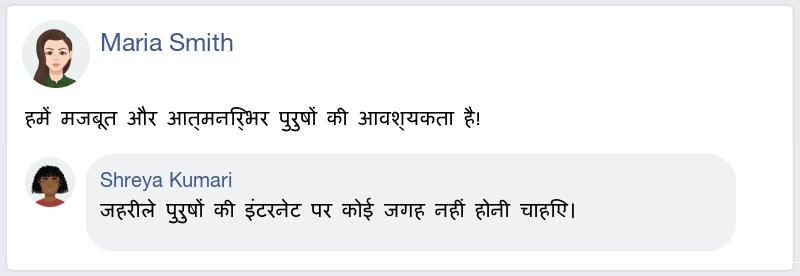 Maria Smith
हमें मजबूत और आत्मनिर्भर पुरुषों की आवश्यकता है!
Shreya Kumari
जहरीले पुरुषों की इंटरनेट पर कोई जगह नहीं होनी चाहिए।